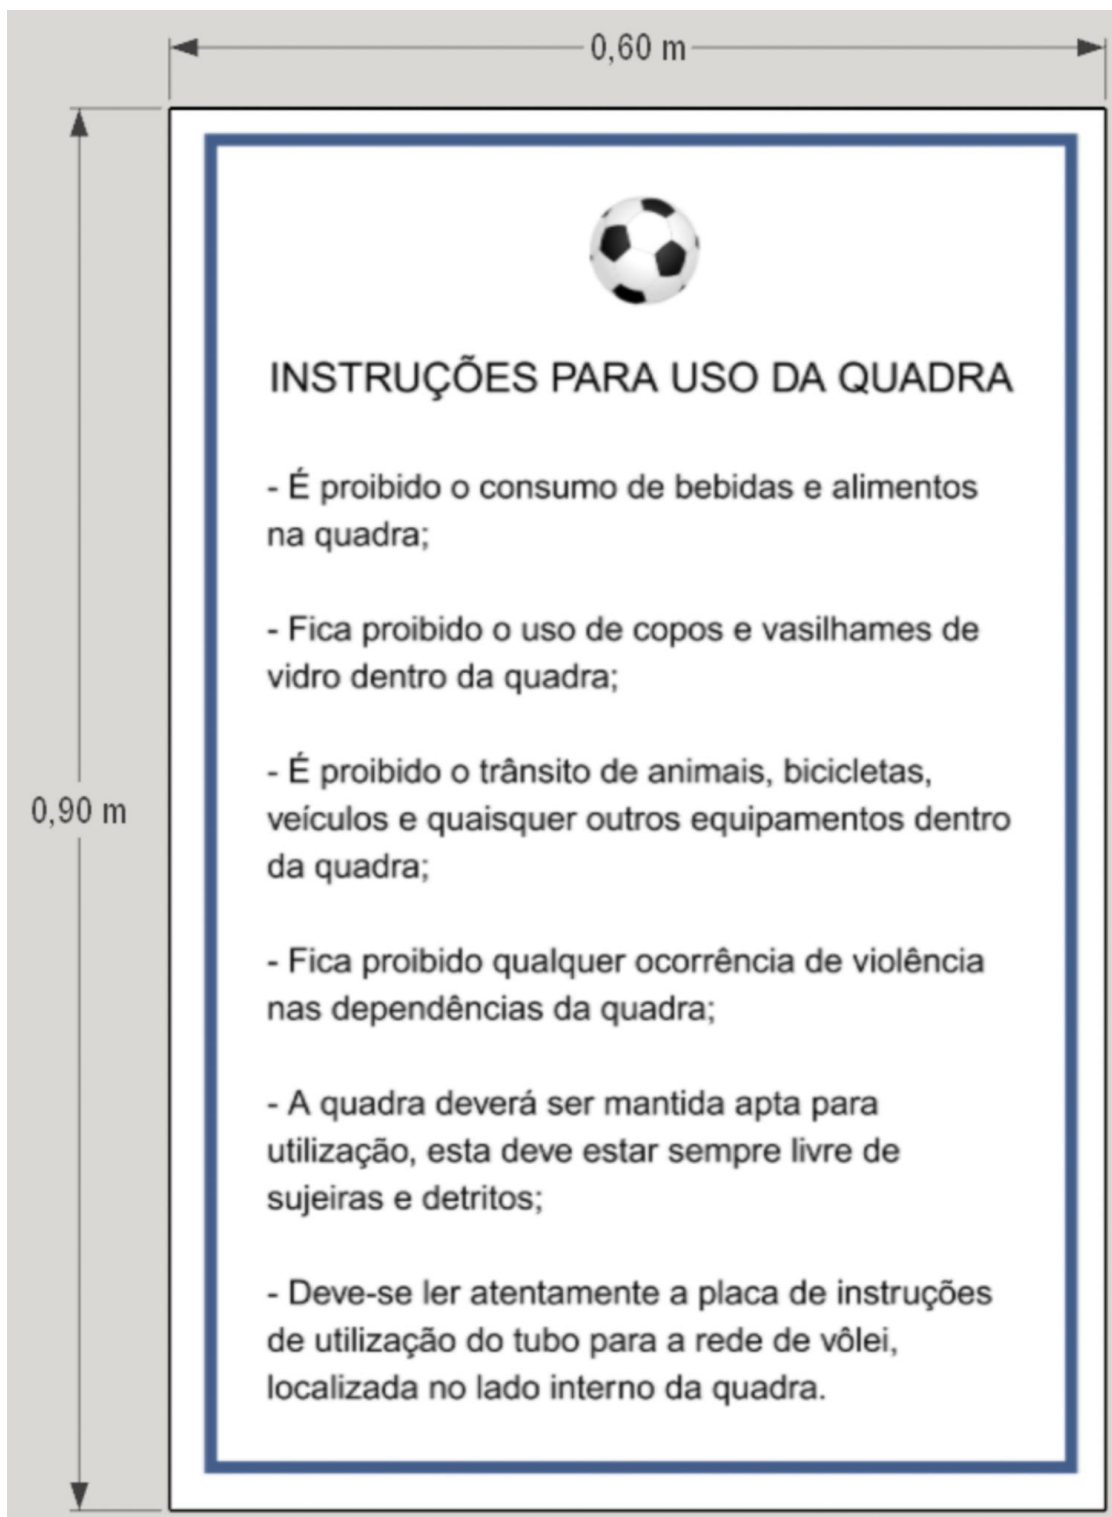 0,60 m
0,90 m
INSTRUÇÕES PARA USO DA QUADRA
- É proibido o consumo de bebidas e alimentos
na quadra;
- Fica proibido o uso de copos e vasilhames de
vidro dentro da quadra;
- É proibido o trânsito de animais, bicicletas,
veículos e quaisquer outros equipamentos dentro
da quadra;
- Fica proibido qualquer ocorrência de violência
nas dependências da quadra;
- A quadra deverá ser mantida apta para
utilização, esta deve estar sempre livre de
sujeiras e detritos;
- Deve-se ler atentamente a placa de instruções
de utilização do tubo para a rede de vôlei,
localizada no lado interno da quadra.